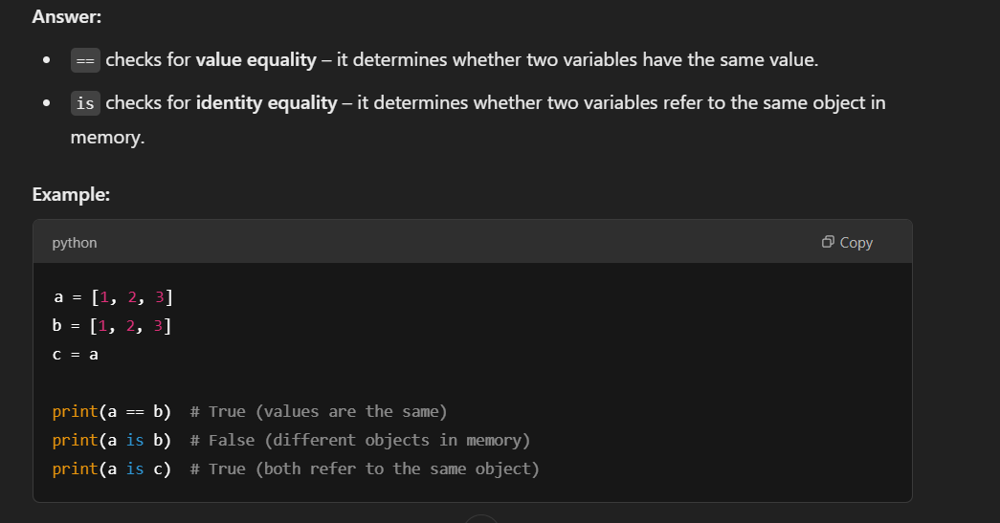 Answer:
• == checks for value equality – it determines whether two variables have the same value.
• is checks for identity equality – it determines whether two variables refer to the same object in
memory.
Example:
python Copy
a = [1, 2, 3]
b = [1, 2, 3]
c = a
print(a == b)  # True (values are the same)
print(a is b)  # False (different objects in memory)
print(a is c)  # True (both refer to the same object)